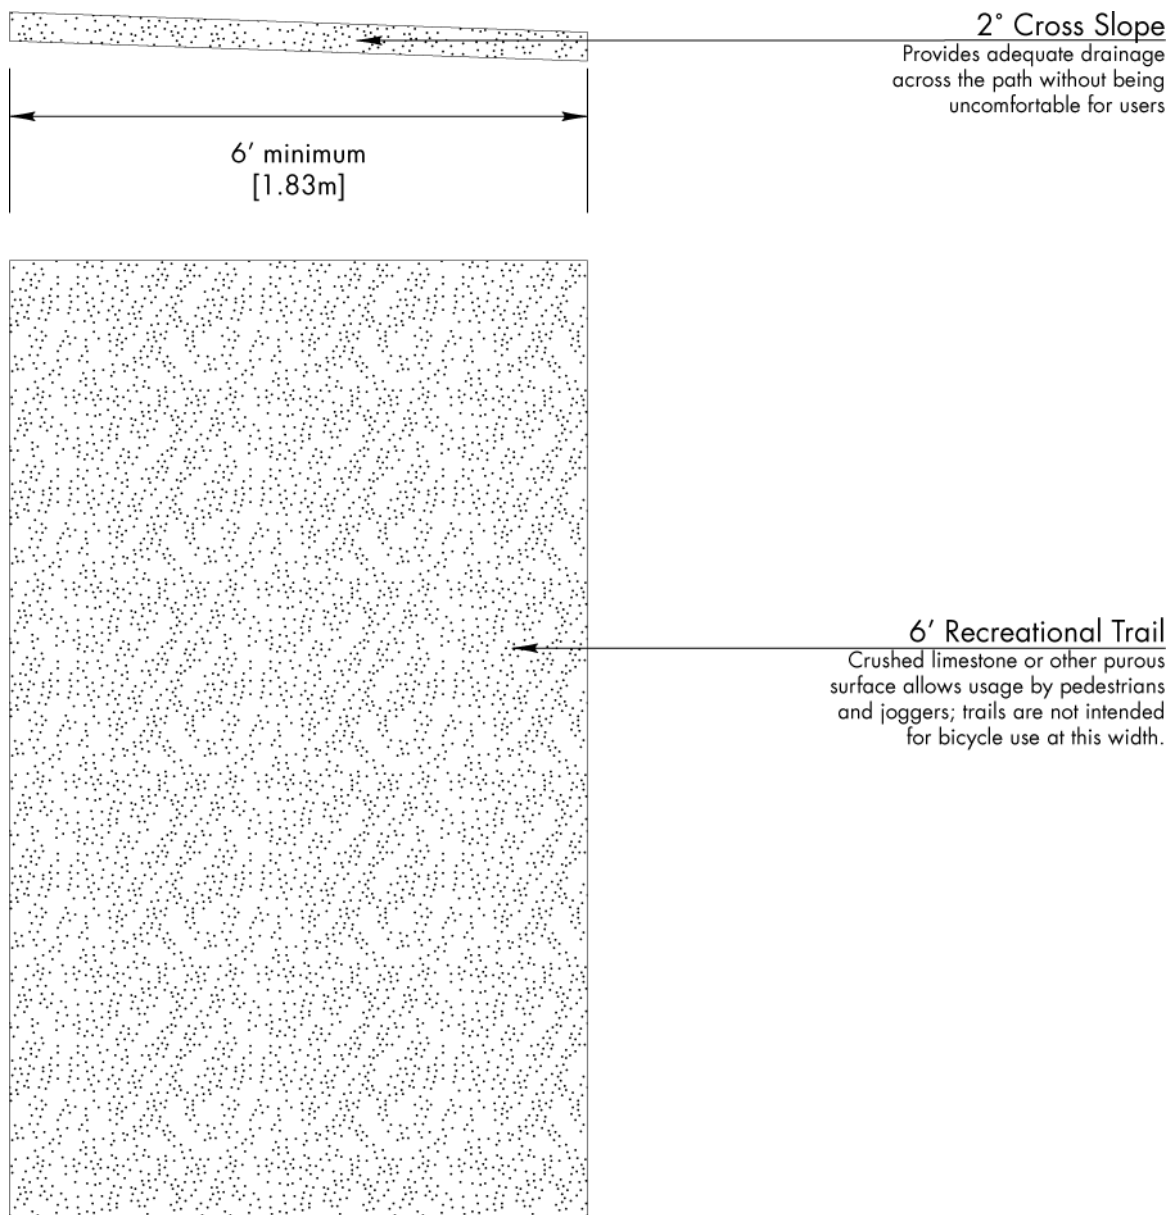 2° Cross Slope
Provides adequate drainage
across the path without being
uncomfortable for users
6' minimum
[1.83m]
6' Recreational Trail
Crushed limestone or other purous
surface allows usage by pedestrians
and joggers; trails are not intended
for bicycle use at this width.